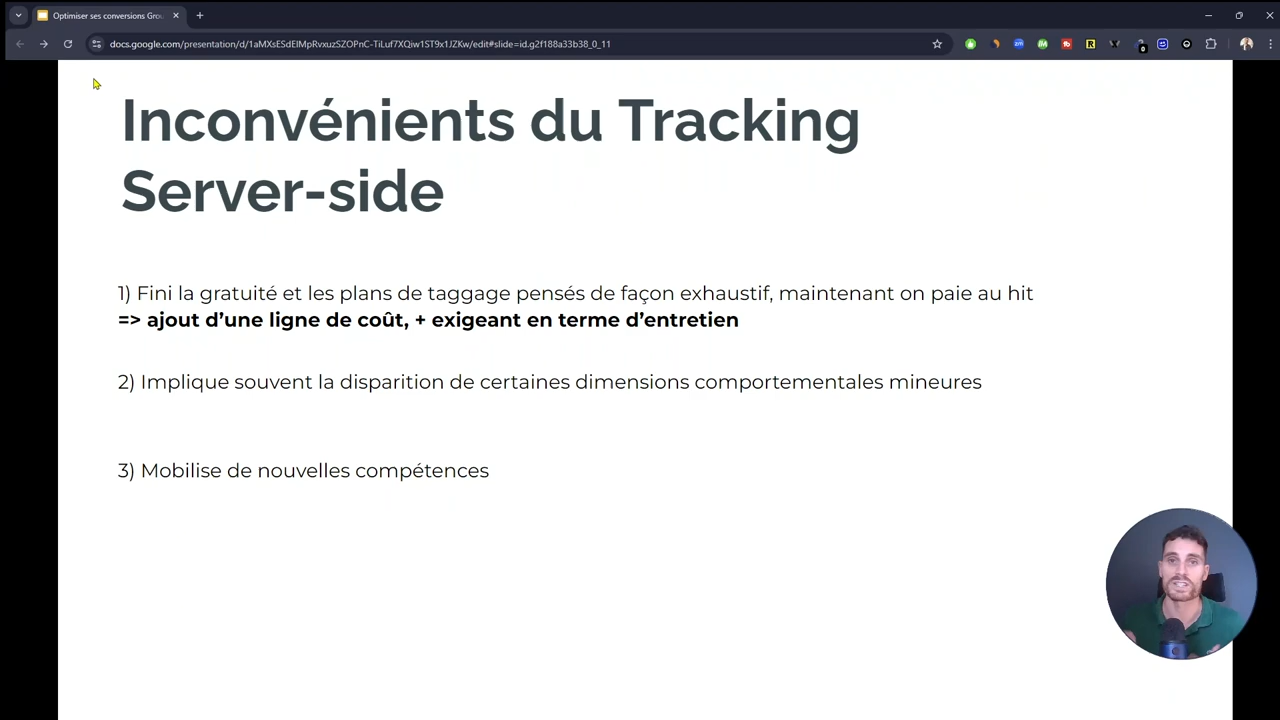 Optimiser ses conversions Grou
docs.google.com/presentation/d/1aMXsESdElMpRvxuzSZOPnC-TiLuf7XQiw1ST9x1JZKw/edit#slide=id.g2f188a33b38_0_11
Inconvénients du Tracking
Server-side
1) Fini la gratuité et les plans de taggage pensés de façon exhaustif, maintenant on paie au hit
=> ajout d’une ligne de coût, + exigeant en terme d’entretien
2) Implique souvent la disparition de certaines dimensions comportementales mineures
3) Mobilise de nouvelles compétences